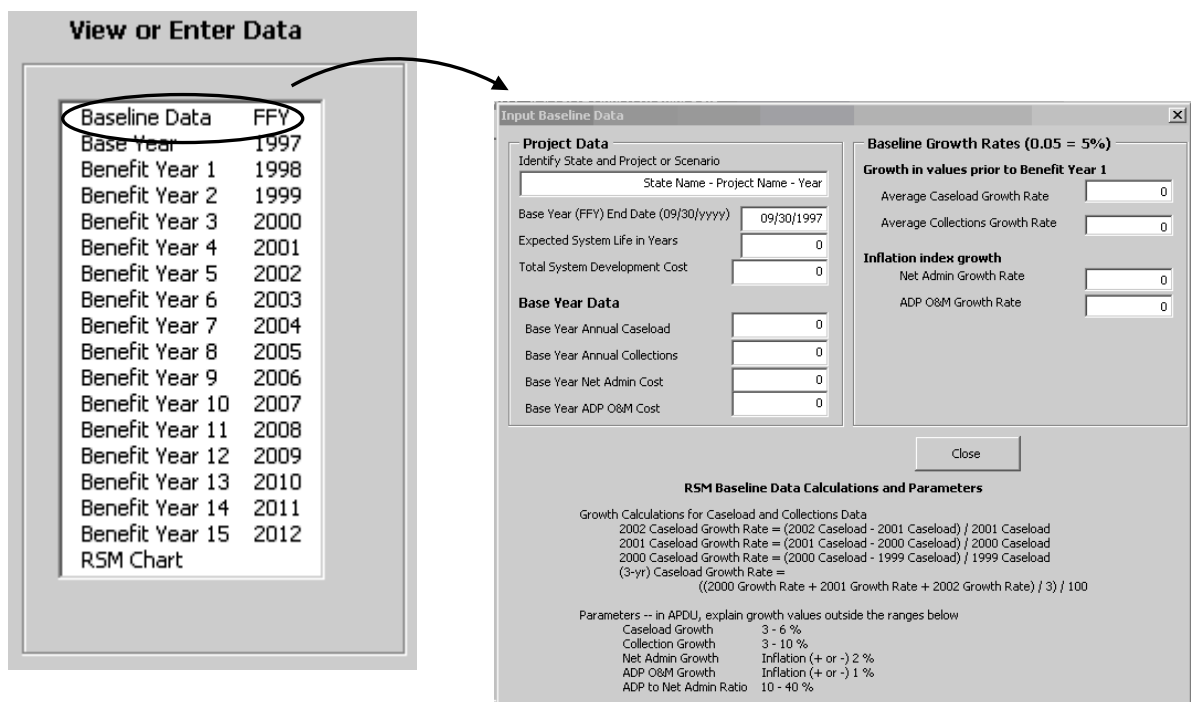 View or Enter Data
Baseline Data FFY
Base Year 1997
Benefit Year 1 1998
Benefit Year 2 1999
Benefit Year 3 2000
Benefit Year 4 2001
Benefit Year 5 2002
Benefit Year 6 2003
Benefit Year 7 2004
Benefit Year 8 2005
Benefit Year 9 2006
Benefit Year 10 2007
Benefit Year 11 2008
Benefit Year 12 2009
Benefit Year 13 2010
Benefit Year 14 2011
Benefit Year 15 2012
RSM Chart
Input Baseline Data
Project Data
Identify State and Project or Scenario
State Name - Project Name - Year
Base Year (FFY) End Date (09/30/yyyy) 09/30/1997
Expected System Life in Years 0
Total System Development Cost 0
Base Year Data
Base Year Annual Caseload 0
Base Year Annual Collections 0
Base Year Net Admin Cost 0
Base Year ADP O&M Cost 0
Baseline Growth Rates (0.05 = 5%)
Growth in values prior to Benefit Year 1
Average Caseload Growth Rate 0
Average Collections Growth Rate 0
Inflation index growth
Net Admin Growth Rate 0
ADP O&M Growth Rate 0
Close
RSM Baseline Data Calculations and Parameters
Growth Calculations for Caseload and Collections Data
2002 Caseload Growth Rate = (2002 Caseload - 2001 Caseload) / 2001 Caseload
2001 Caseload Growth Rate = (2001 Caseload - 2000 Caseload) / 2000 Caseload
2000 Caseload Growth Rate = (2000 Caseload - 1999 Caseload) / 1999 Caseload
(3-yr) Caseload Growth Rate =
((2000 Growth Rate + 2001 Growth Rate + 2002 Growth Rate) / 3) / 100
Parameters -- in APDU, explain growth values outside the ranges below
Caseload Growth 3 - 6 %
Collection Growth 3 - 10 %
Net Admin Growth Inflation (+ or -) 2 %
ADP O&M Growth Inflation (+ or -) 1 %
ADP to Net Admin Ratio 10 - 40 %